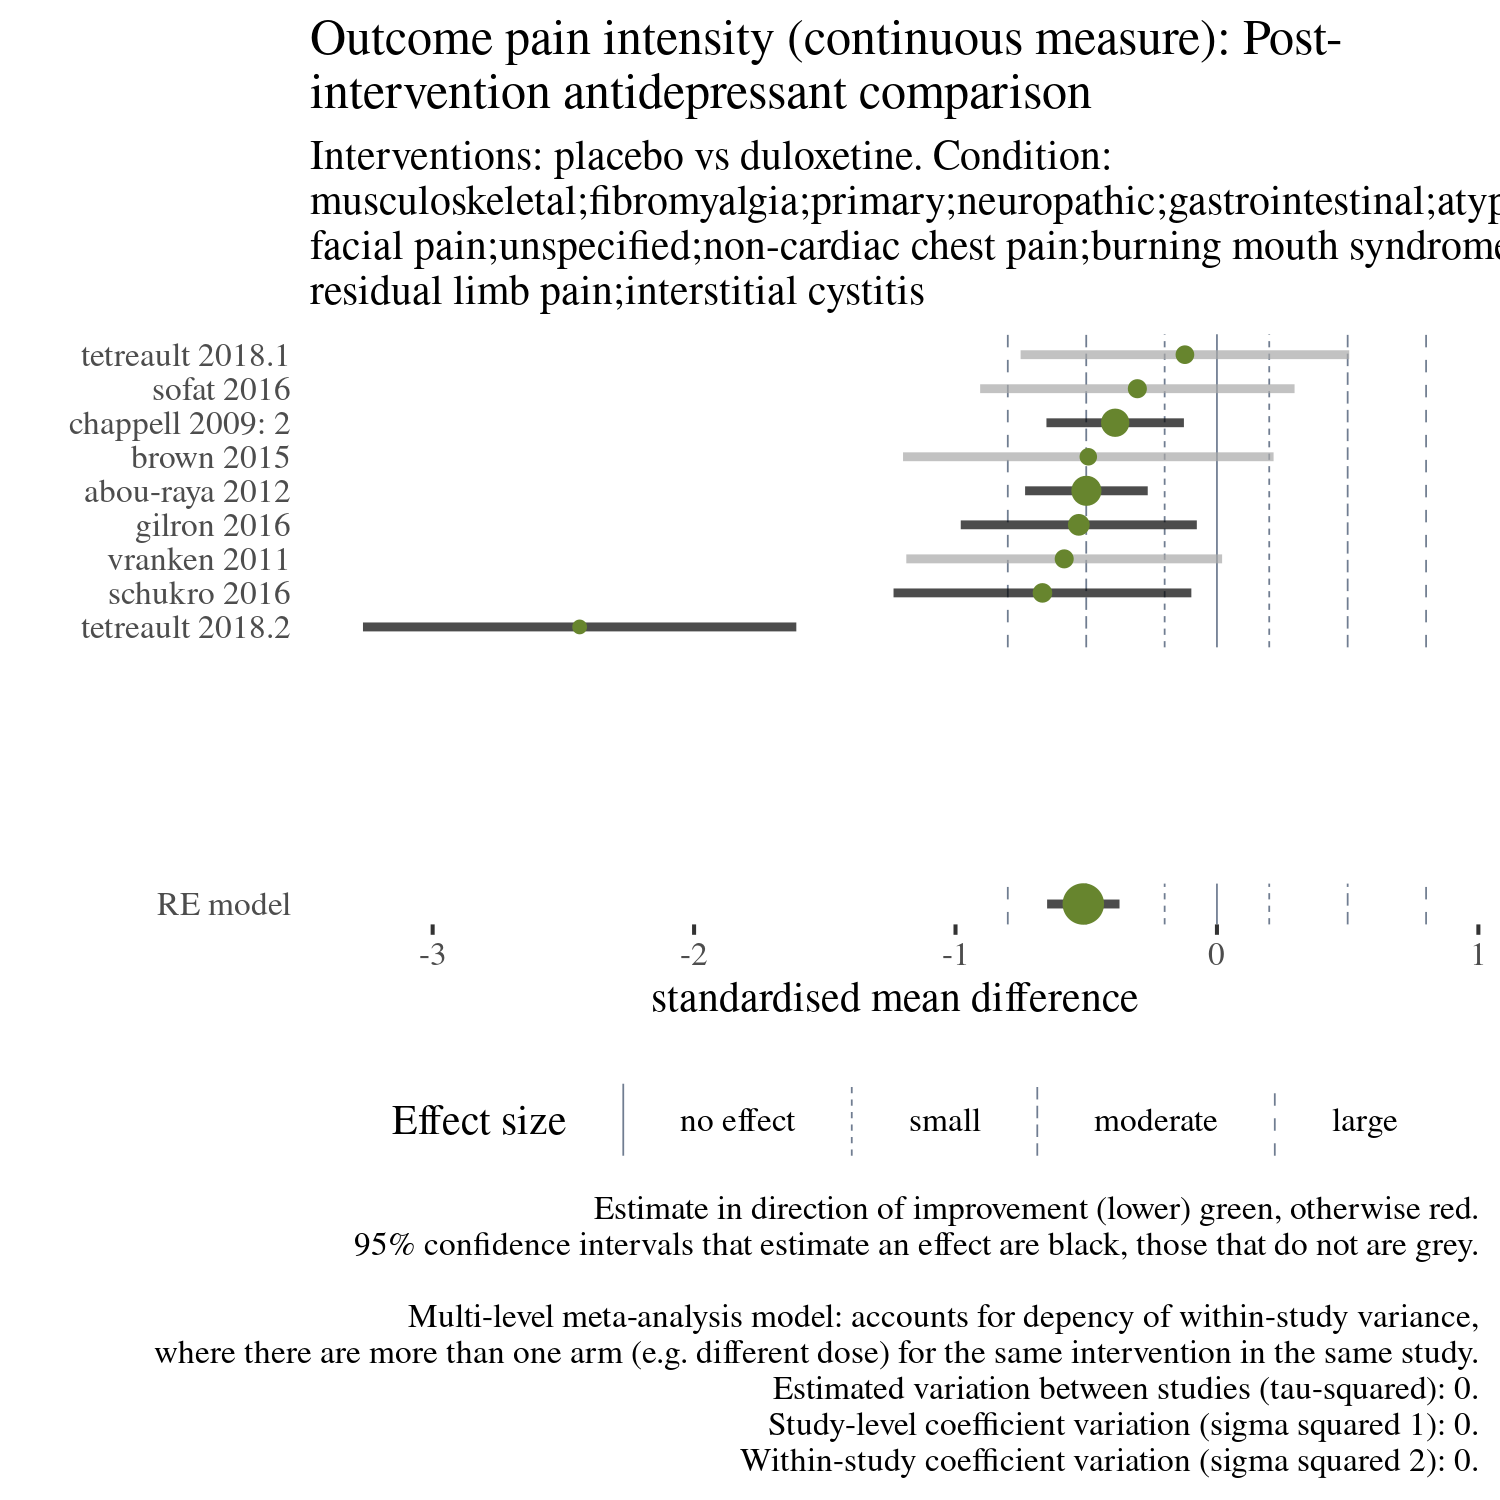 Outcome pain intensity (continuous measure): Post-
intervention antidepressant comparison
Interventions: placebo vs duloxetine. Condition:
musculoskeletal;fibromyalgia;primary;neuropathic;gastrointestinal;atyp
facial pain;unspecified;non-cardiac chest pain;burning mouth syndrome
residual limb pain;interstitial cystitis
tetreault 2018.1
sofat 2016
chappell 2009: 2
brown 2015
abou-raya 2012
gilron 2016
vranken 2011
schukro 2016
tetreault 2018.2
RE model
-3 -2 -1 0 1
standardised mean difference
Effect size no effect small moderate large
Estimate in direction of improvement (lower) green, otherwise red.
95% confidence intervals that estimate an effect are black, those that do not are grey.
Multi-level meta-analysis model: accounts for depency of within-study variance,
where there are more than one arm (e.g. different dose) for the same intervention in the same study.
Estimated variation between studies (tau-squared): 0.
Study-level coefficient variation (sigma squared 1): 0.
Within-study coefficient variation (sigma squared 2): 0.